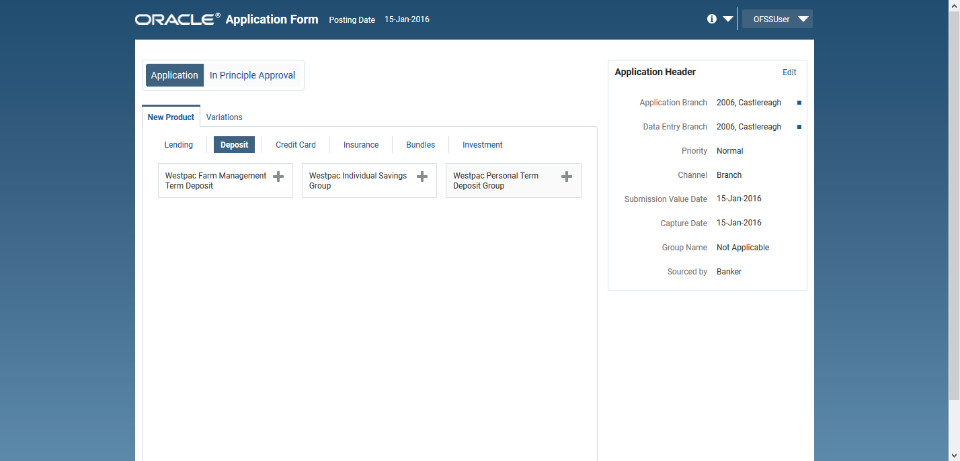 ORACLE® Application Form Posting Date 15-Jan-2016
i OFSSUser
Application In Principle Approval
New Product Variations
Lending Deposit Credit Card Insurance Bundles Investment
Westpac Farm Management
Term Deposit
Westpac Individual Savings
Group
Westpac Personal Term
Deposit Group
Application Header Edit
Application Branch 2006, Castlereagh
Data Entry Branch 2006, Castlereagh
Priority Normal
Channel Branch
Submission Value Date 15-Jan-2016
Capture Date 15-Jan-2016
Group Name Not Applicable
Sourced by Banker